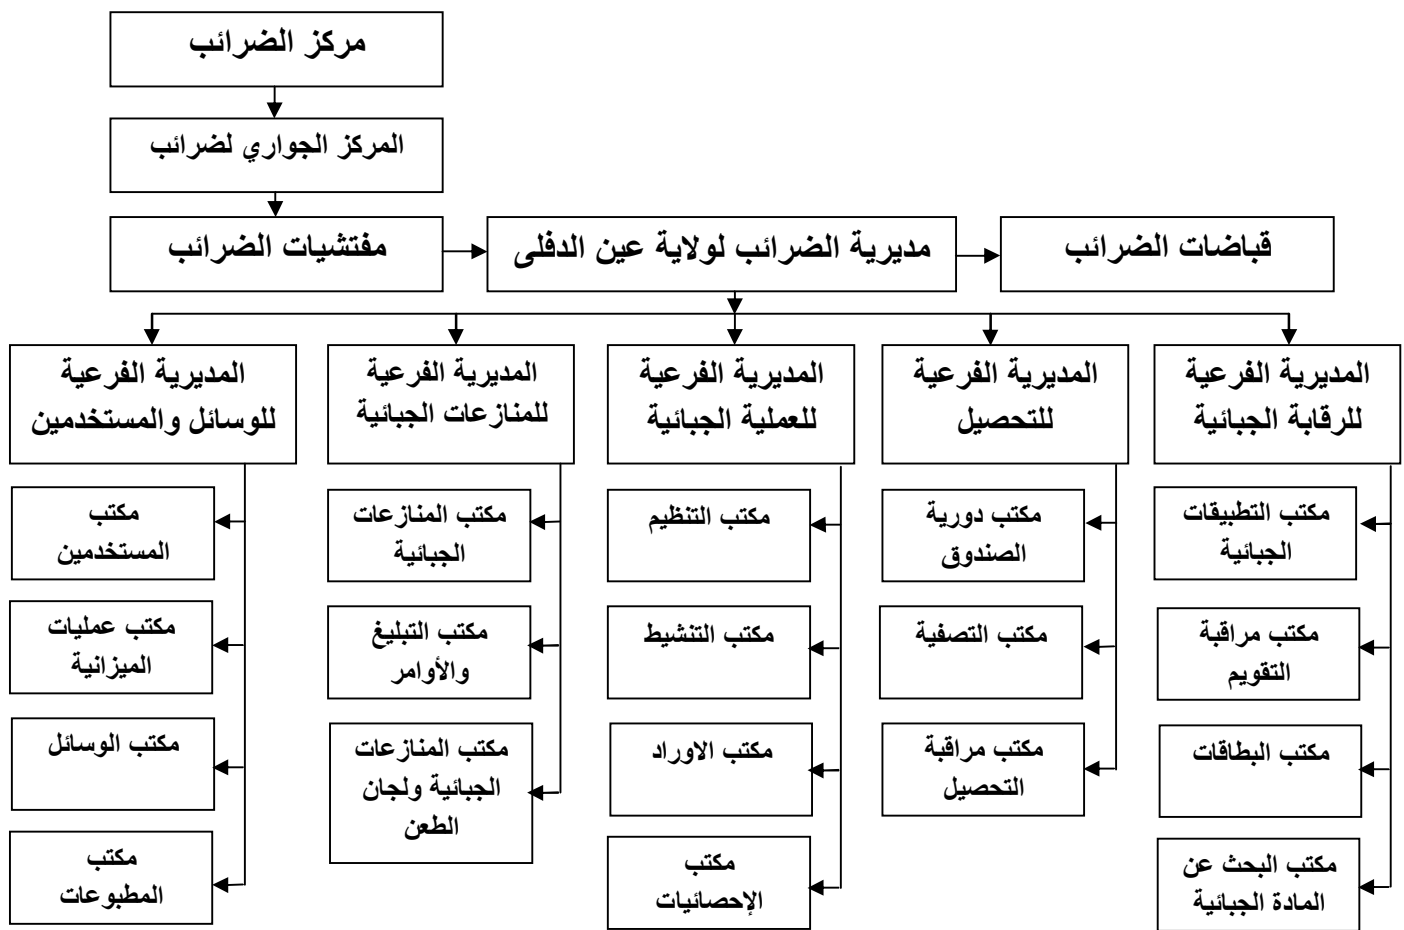 مركز الضرائب
المركز الجواري لضرائب
قباضات الضرائب
مديرية الضرائب لولاية عين الدفلى
مفتشيات الضرائب
المديرية الفرعية
للرقابة الجبائية
المديرية الفرعية
للتحصيل
المديرية الفرعية
للعملية الجبائية
المديرية الفرعية
للمنازعات الجبائية
المديرية الفرعية
للوسائل والمستخدمين
مكتب التطبيقات
الجبائية
مكتب دورية
الصندوق
مكتب التنظيم
مكتب المنازعات
الجبائية
مكتب
المستخدمين
مكتب مراقبة
التقويم
مكتب التصفية
مكتب التنشيط
مكتب التبليغ
والأوامر
مكتب عمليات
الميزانية
مكتب البطاقات
مكتب مراقبة
التحصيل
مكتب الاوراد
مكتب المنازعات
الجبائية ولجان
الطعن
مكتب الوسائل
مكتب البحث عن
المادة الجبائية
مكتب
الإحصائيات
مكتب
المطبوعات